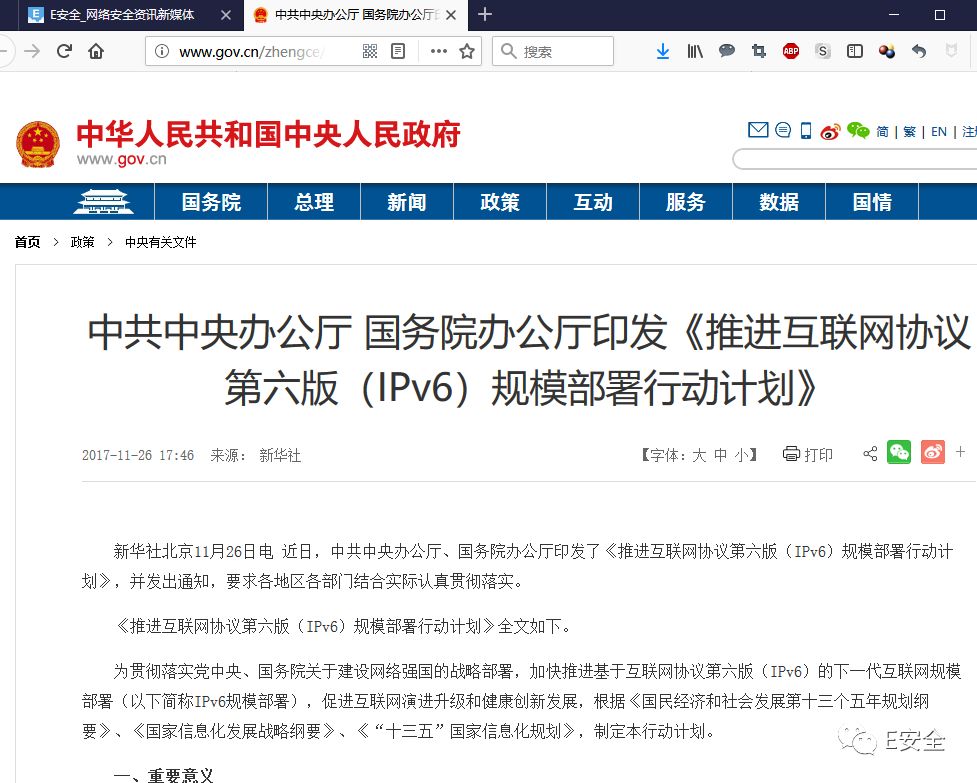 E安全_网络安全资讯新媒体
中共中央办公厅 国务院办公厅
www.gov.cn/zhengce/
搜索
ABP
S
中华人民共和国中央人民政府
www.gov.cn
简 | 繁 | EN | 注
国务院 总理 新闻 政策 互动 服务 数据 国情
首页 > 政策 > 中央有关文件
中共中央办公厅 国务院办公厅印发《推进互联网协议
第六版（IPv6）规模部署行动计划》
2017-11-26 17:46 来源： 新华社 【字体：大 中 小】 打印
新华社北京11月26日电 近日，中共中央办公厅、国务院办公厅印发了《推进互联网协议第六版（IPv6）规模部署行动计
划》，并发出通知，要求各地区各部门结合实际认真贯彻落实。
《推进互联网协议第六版（IPv6）规模部署行动计划》全文如下。
为贯彻落实党中央、国务院关于建设网络强国的战略部署，加快推进基于互联网协议第六版（IPv6）的下一代互联网规模
部署（以下简称IPv6规模部署），促进互联网演进升级和健康创新发展，根据《国民经济和社会发展第十三个五年规划纲
要》、《国家信息化发展战略纲要》、《“十三五”国家信息化规划》，制定本行动计划。
E安全
一、重要意义